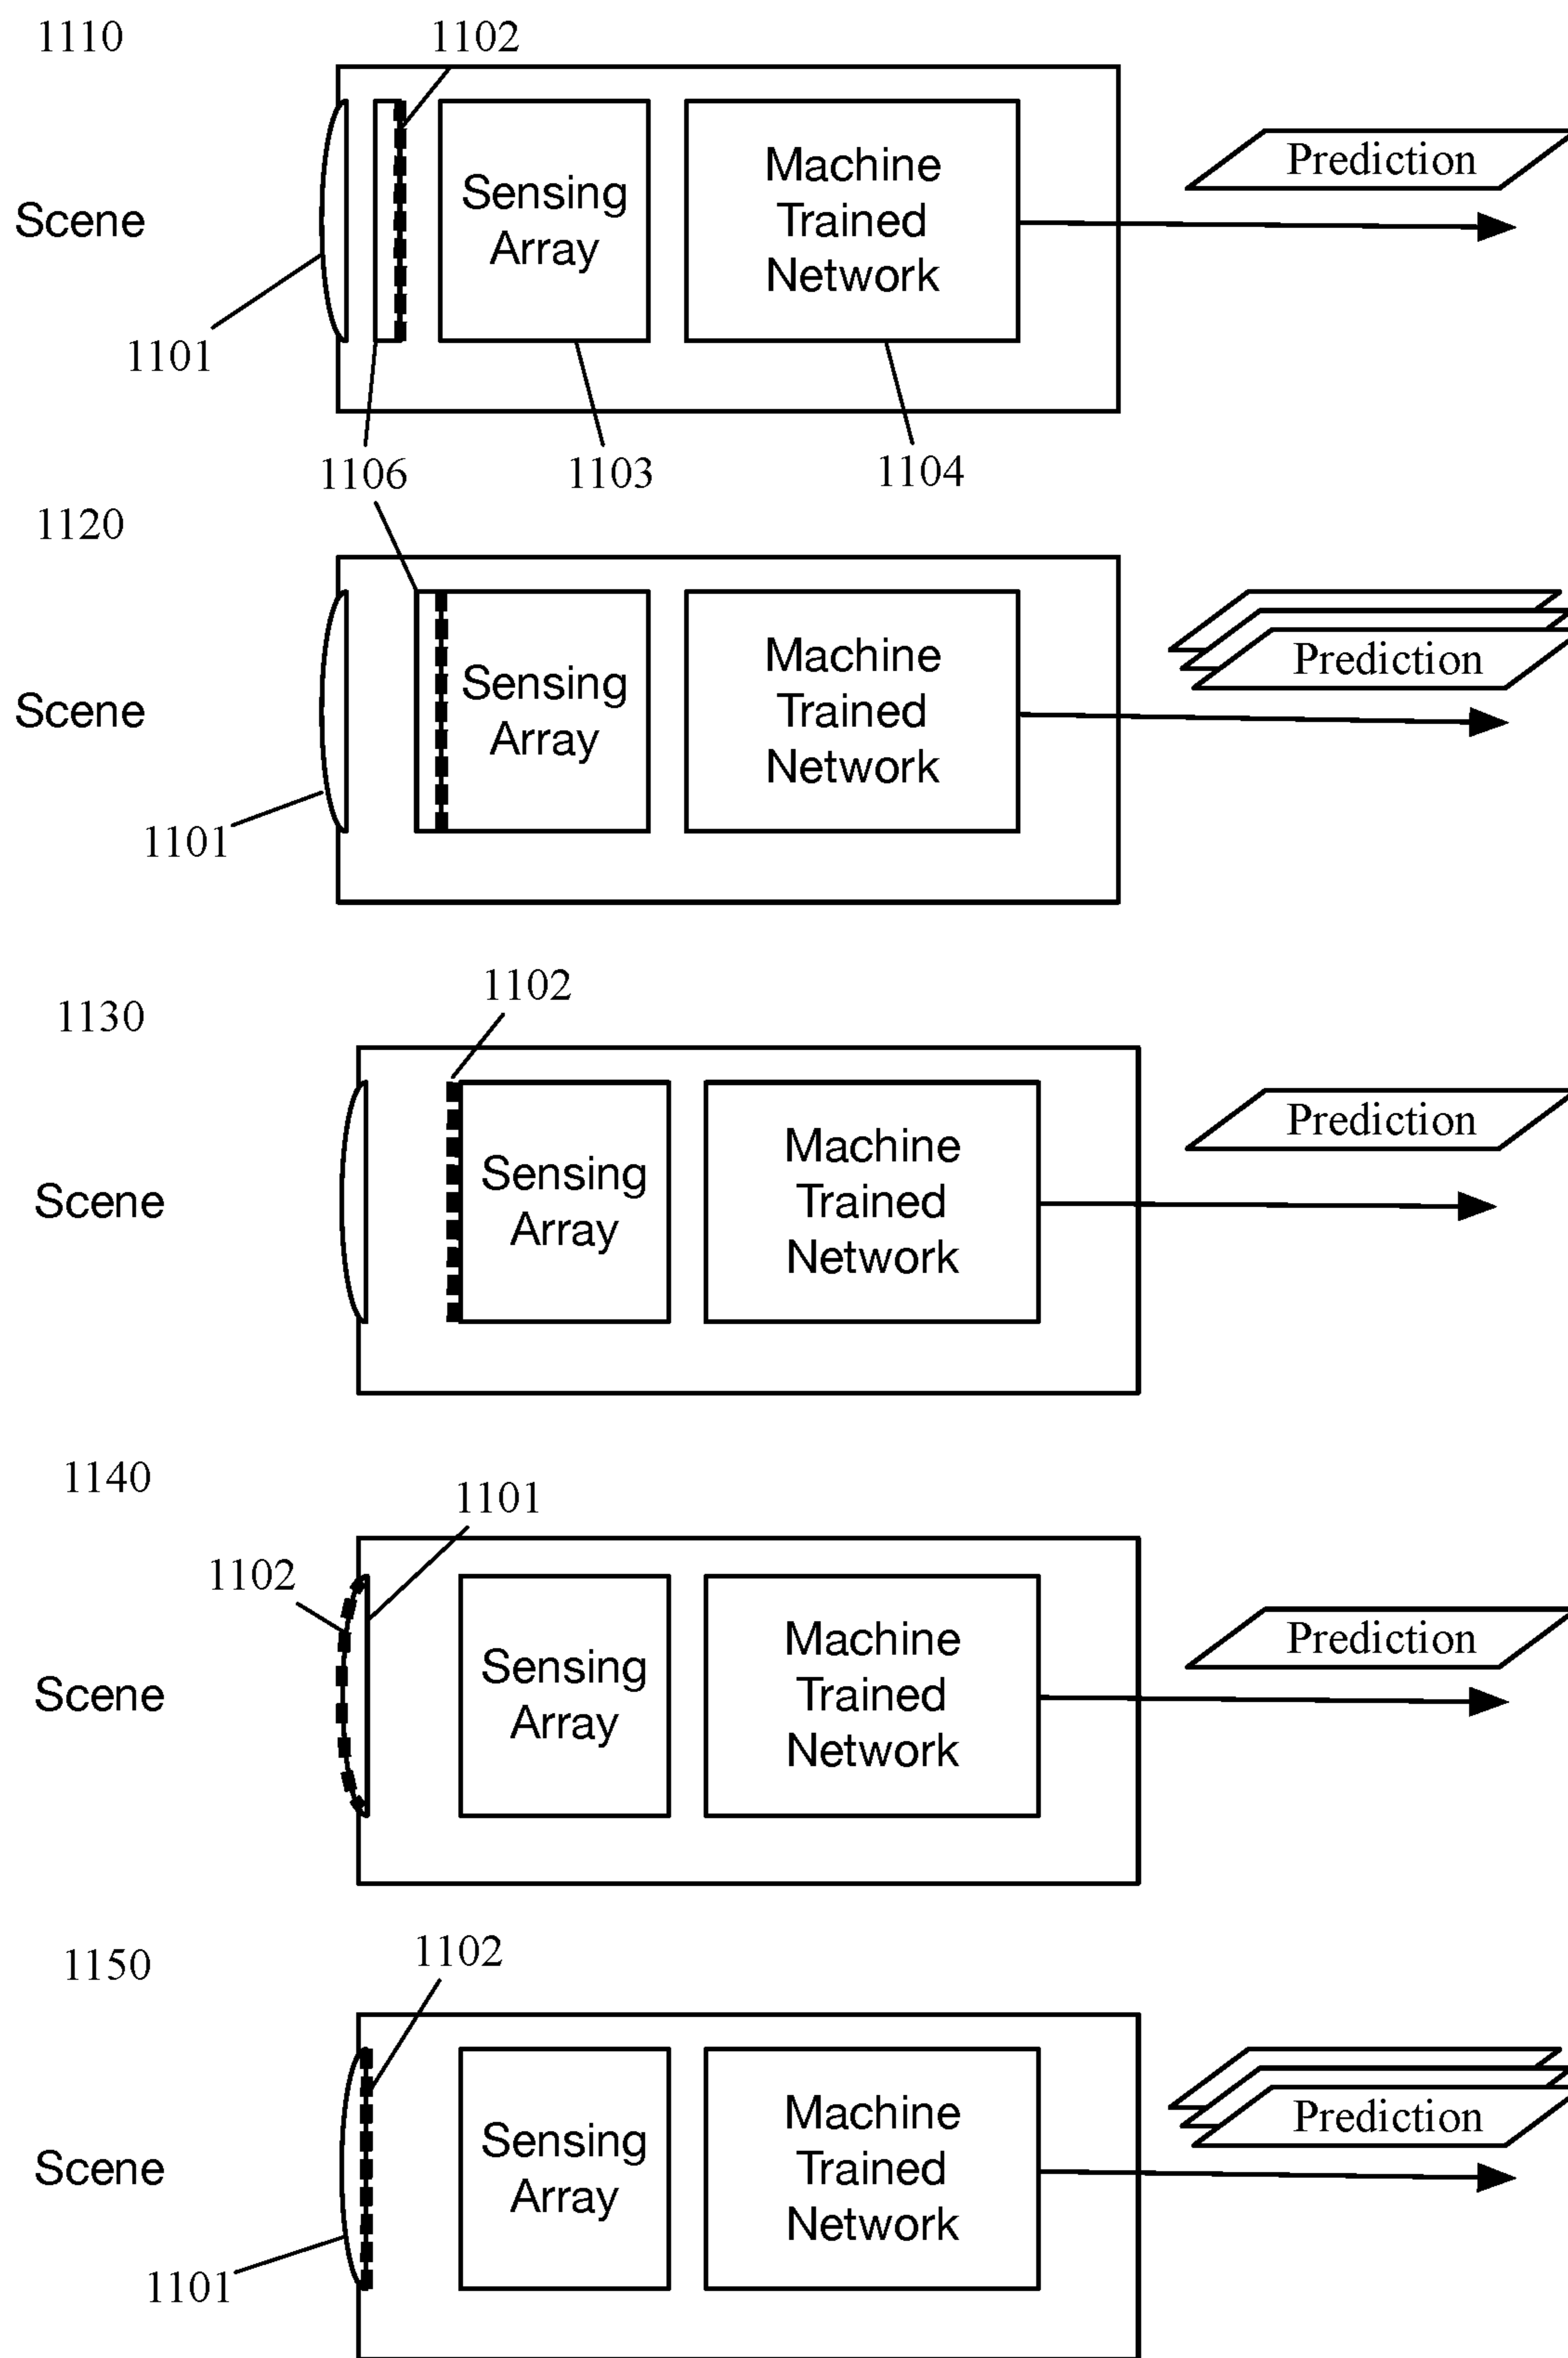 1110
1102
Scene
Sensing
Array
Machine
Trained
Network
Prediction
1101
1106
1103
1104
1120
Scene
Sensing
Array
Machine
Trained
Network
Prediction
1101
1102
1130
Scene
Sensing
Array
Machine
Trained
Network
Prediction
1140
1101
1102
Scene
Sensing
Array
Machine
Trained
Network
Prediction
1150
1102
Scene
Sensing
Array
Machine
Trained
Network
Prediction
1101